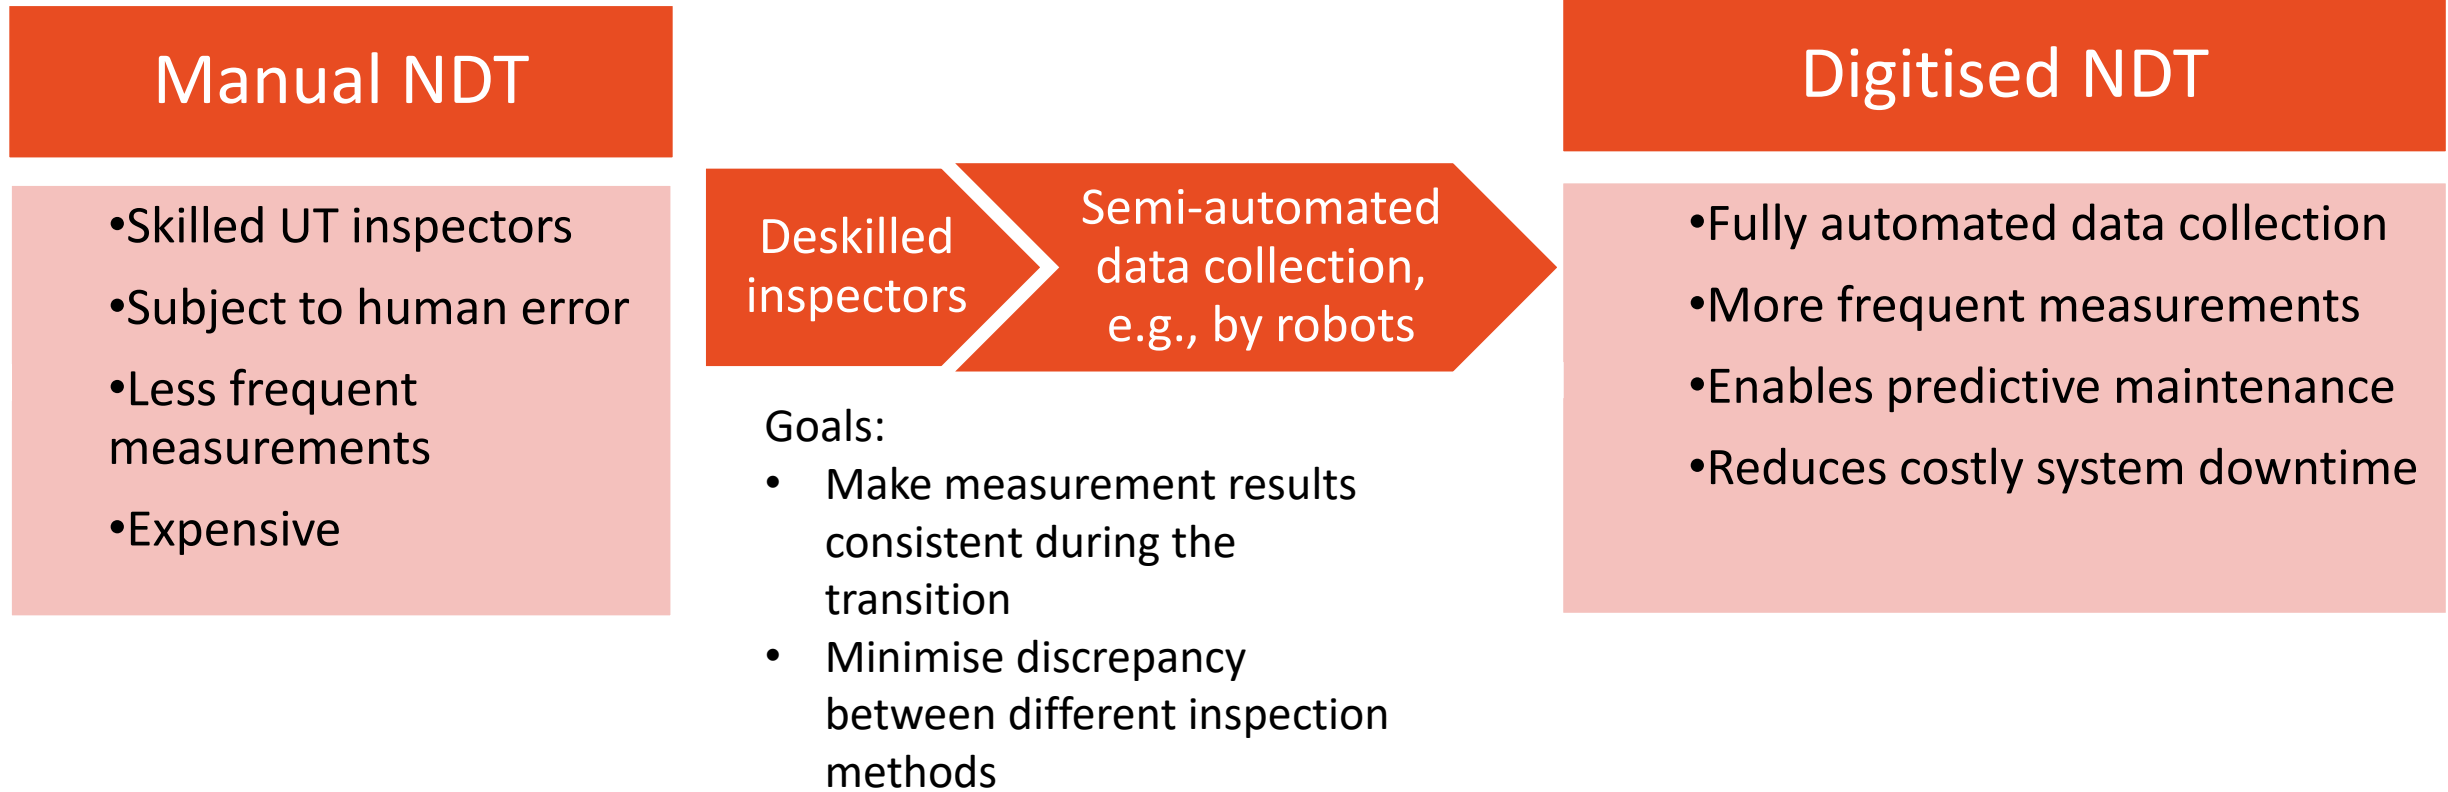 Manual NDT
•Skilled UT inspectors
•Subject to human error
•Less frequent
measurements
•Expensive
Deskilled
inspectors
Semi-automated
data collection,
e.g., by robots
Goals:
• Make measurement results
consistent during the
transition
• Minimise discrepancy
between different inspection
methods
Digitised NDT
•Fully automated data collection
•More frequent measurements
•Enables predictive maintenance
•Reduces costly system downtime